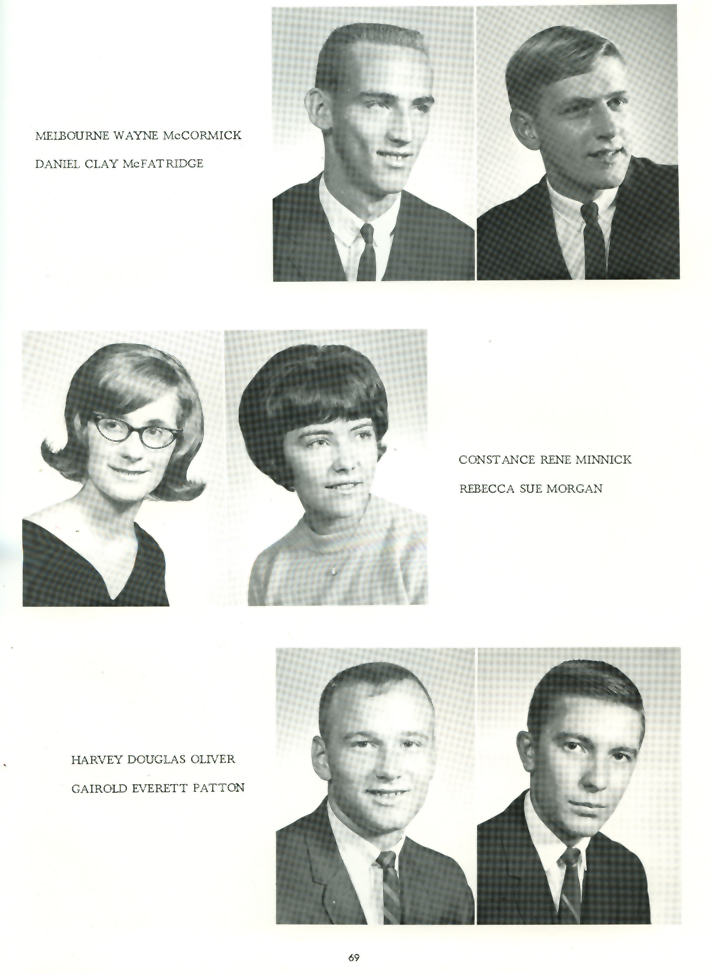 MELBOURNE WAYNE McCORMICK
DANIEL CLAY McFATRIDGE
CONSTANCE RENE MINNICK
REBECCA SUE MORGAN
HARVEY DOUGLAS OLIVER
GAIROLD EVERETT PATTON
69